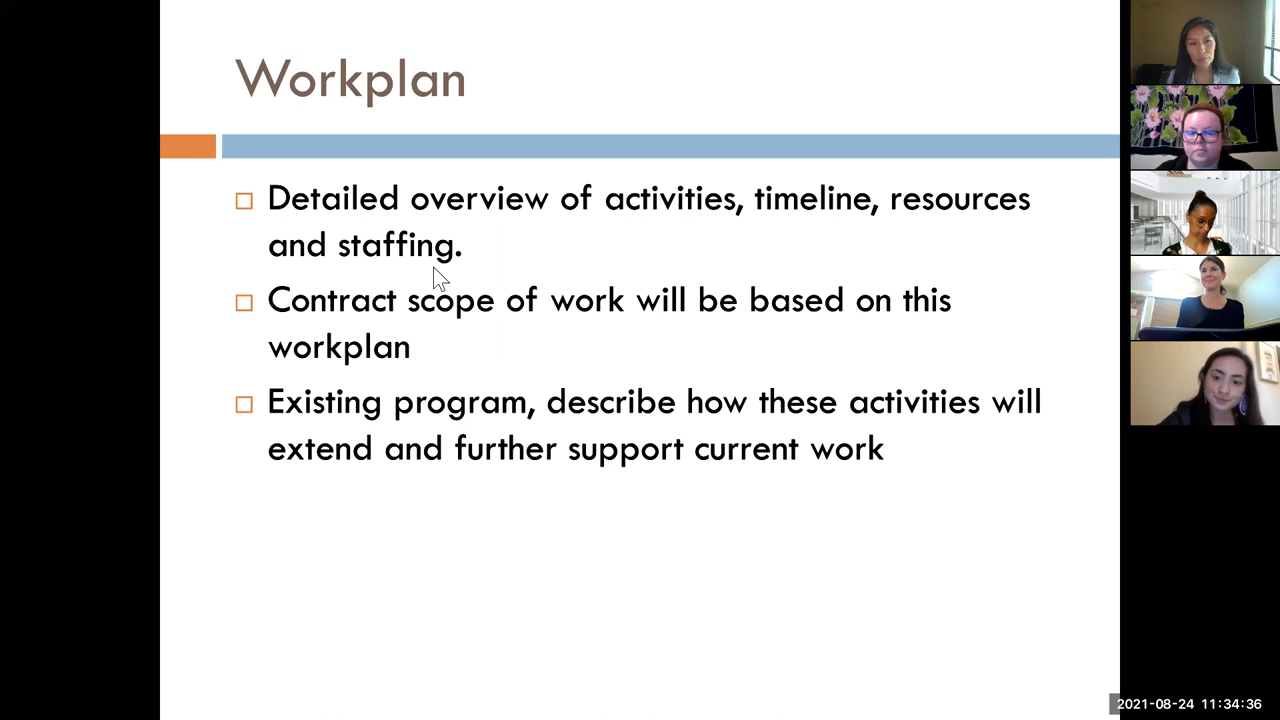 Workplan
Detailed overview of activities, timeline, resources
and staffing.
Contract scope of work will be based on this
workplan
Existing program, describe how these activities will
extend and further support current work
2021-08-24 11:34:36